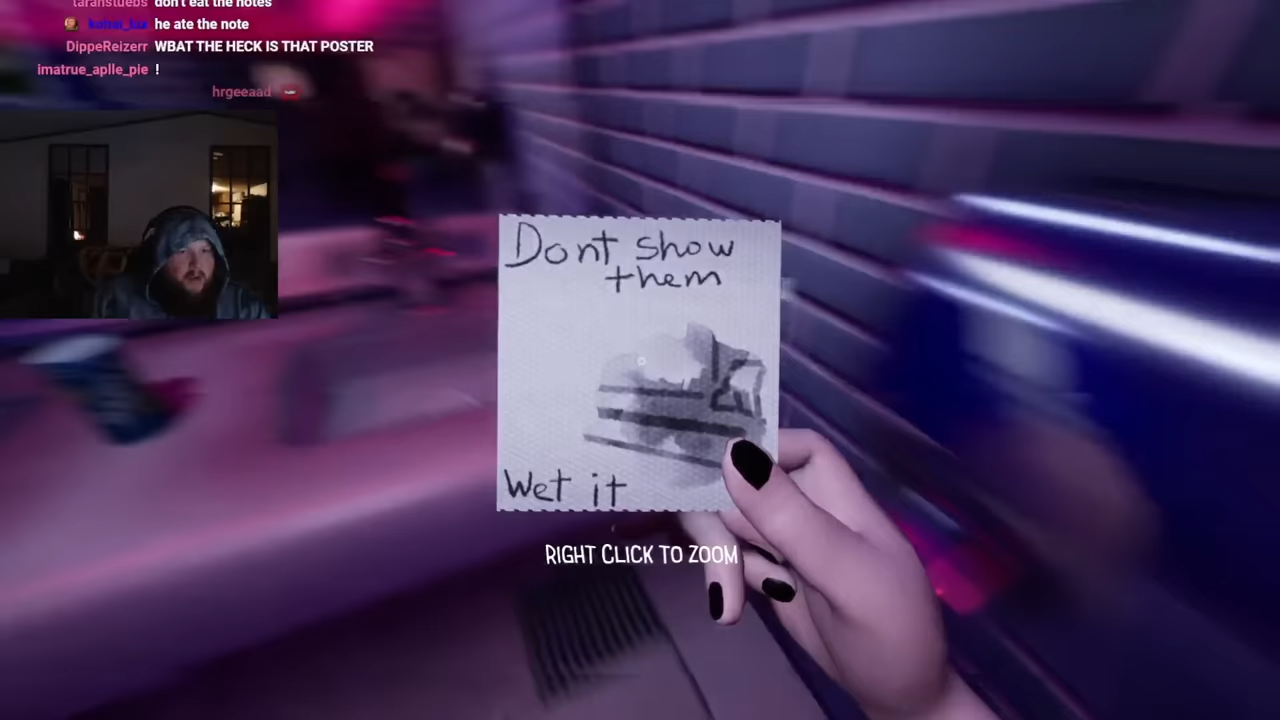 taranstuebs don't eat the notes
he ate the note
DippeReizerr WBAT THE HECK IS THAT POSTER
imatrue_aplle_pie !
hrgeeaad
Dont show
them
Wet it
RIGHT CLICK TO ZOOM